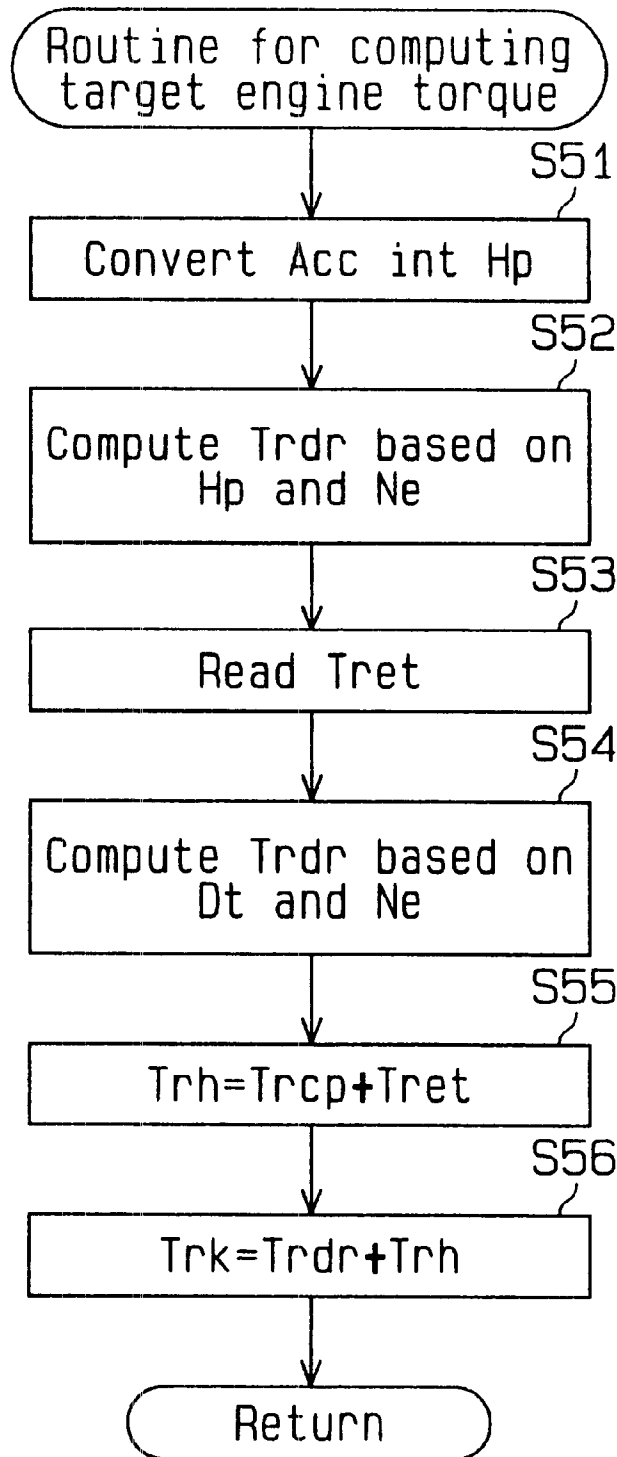 Routine for computing
target engine torque
S51
Convert Acc int Hp
S52
Compute Trdr based on
Hp and Ne
S53
Read Tret
S54
Compute Trdr based on
Dt and Ne
S55
Trh=Trcp+Tret
S56
Trk=Trdr+Trh
Return